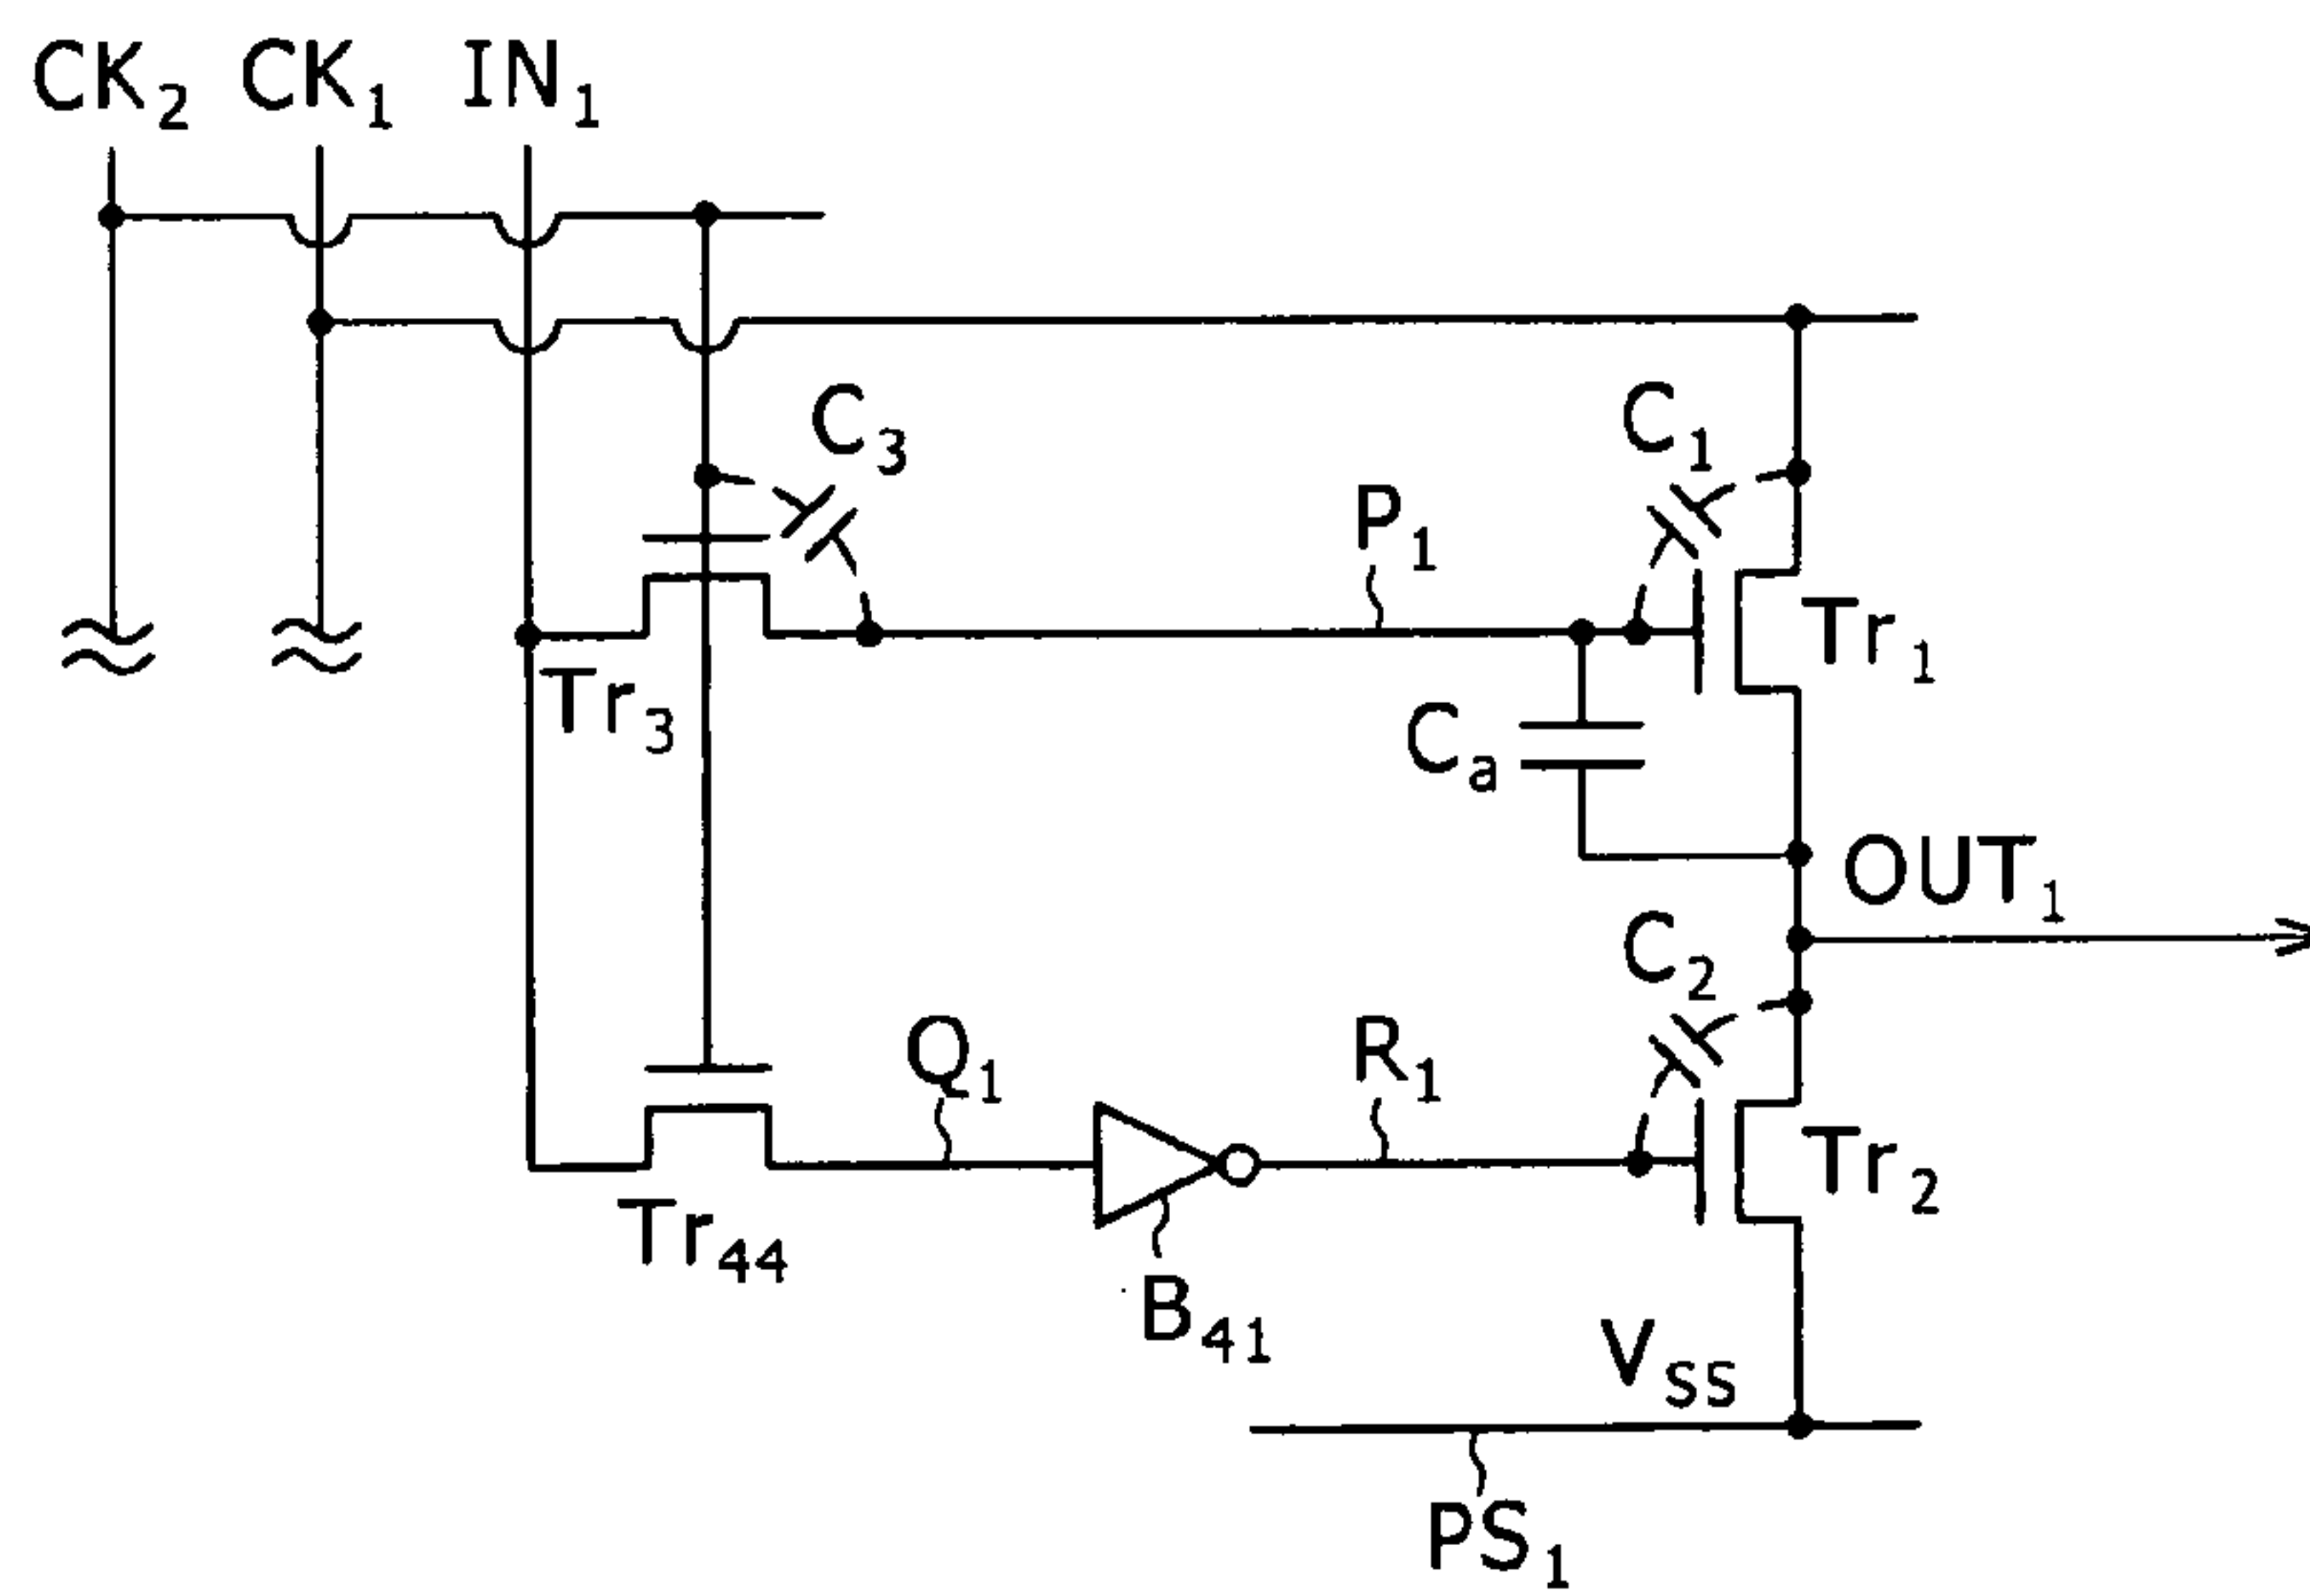 CK2 CK1 IN1
C3 C1
P1
Tr1
Tr3
Ca
OUT1
C2
Q1 R1
Tr2
Tr44
B41
VSS
PS1